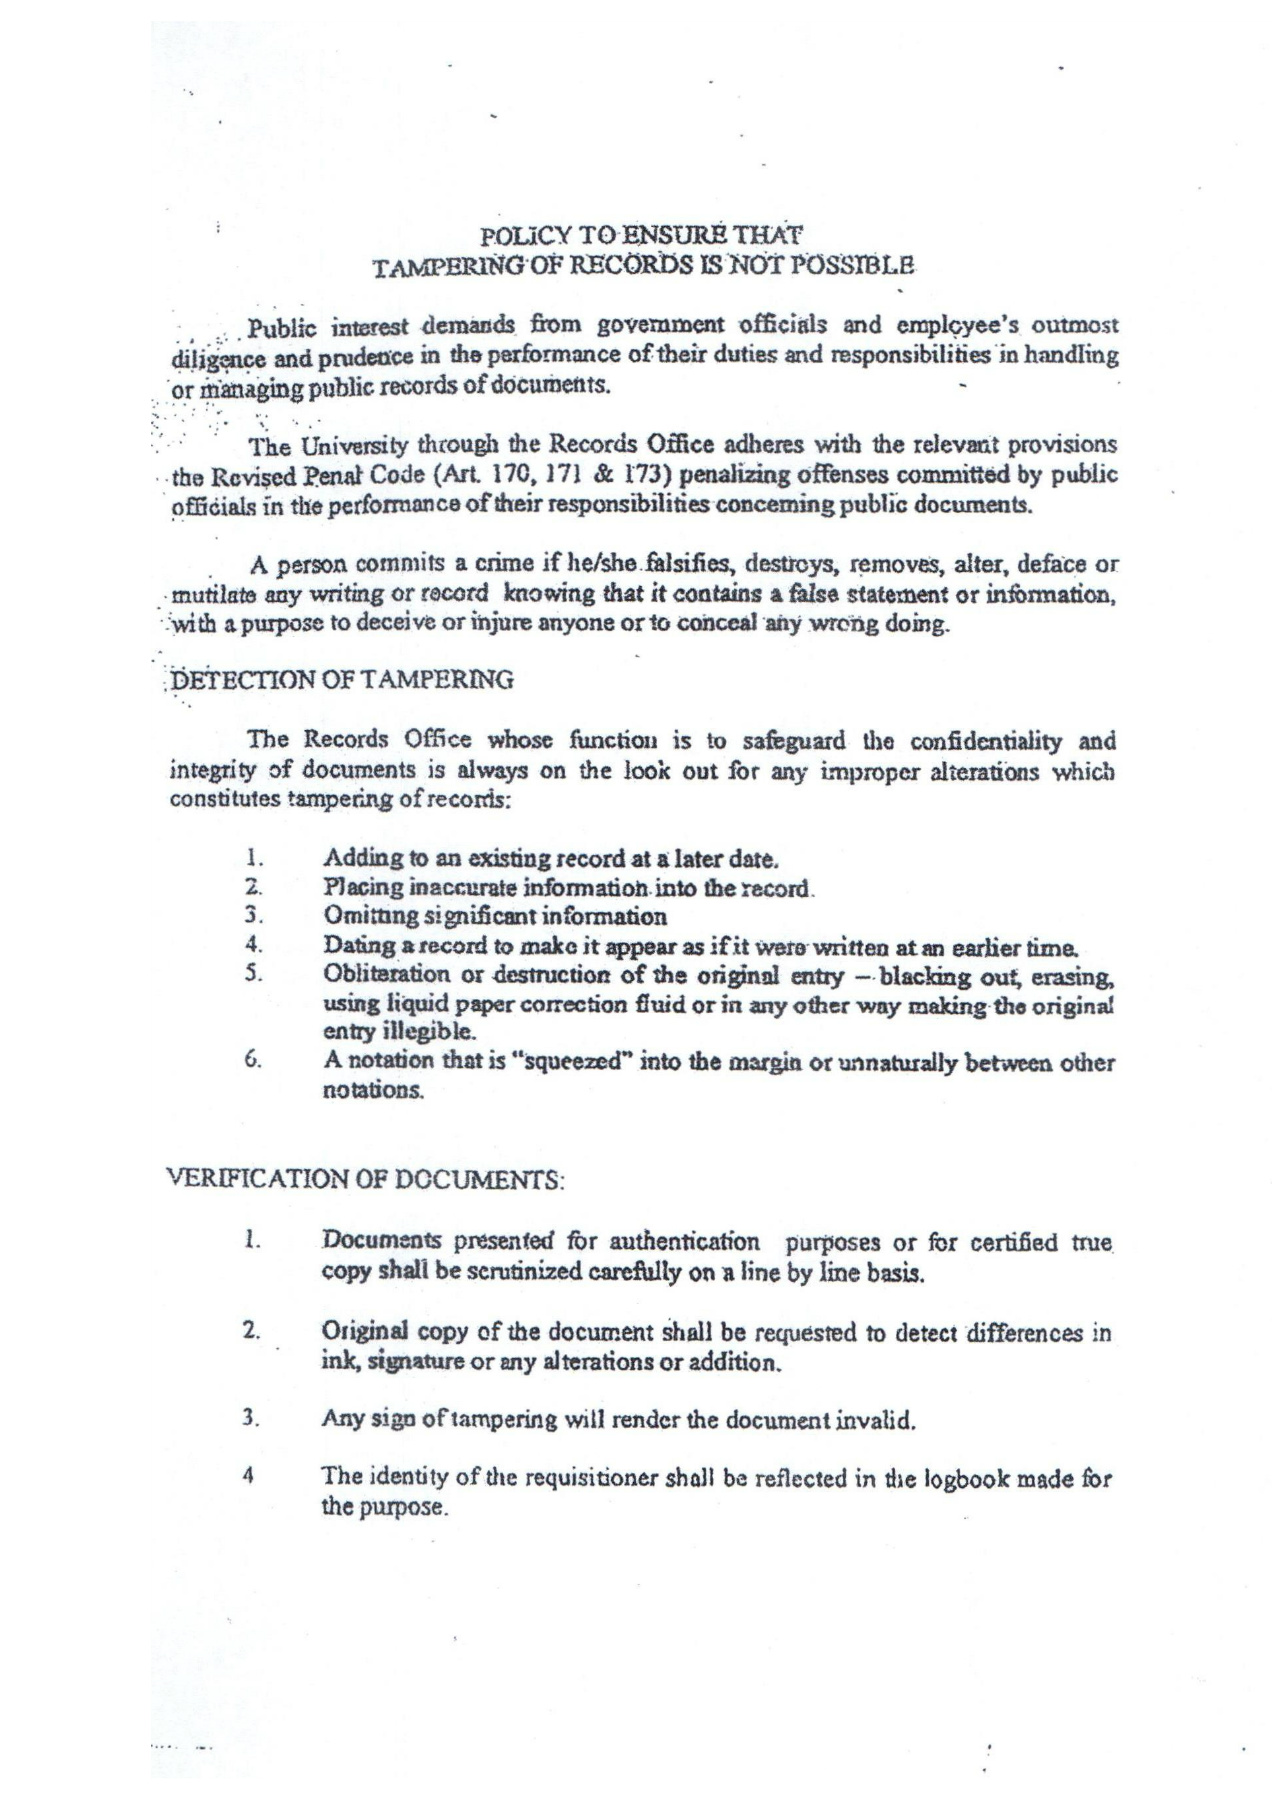 POLICY TO ENSURE THAT
TAMPERING OF RECORDS IS NOT POSSIBLE
Public interest demands from government officials and employee's outmost
diligence and prudence in the performance of their duties and responsibilities in handling
or managing public records of documents.
The University through the Records Office adheres with the relevant provisions
the Revised Penal Code (Art. 170, 171 & 173) penalizing offenses committed by public
officials in the performance of their responsibilities concerning public documents.
A person commits a crime if he/she falsifies, destroys, removes, alter, deface or
mutilate any writing or record knowing that it contains a false statement or information,
with a purpose to deceive or injure anyone or to conceal any wrong doing.
DETECTION OF TAMPERING
The Records Office whose function is to safeguard the confidentiality and
integrity of documents is always on the look out for any improper alterations which
constitutes tampering of records:
1. Adding to an existing record at a later date.
2. Placing inaccurate information into the record.
3. Omitting significant information
4. Dating a record to make it appear as if it were written at an earlier time.
5. Obliteration or destruction of the original entry – blacking out, erasing,
using liquid paper correction fluid or in any other way making the original
entry illegible.
6. A notation that is "squeezed" into the margin or unnaturally between other
notations.
VERIFICATION OF DOCUMENTS:
1. Documents presented for authentication purposes or for certified true
copy shall be scrutinized carefully on a line by line basis.
2. Original copy of the document shall be requested to detect differences in
ink, signature or any alterations or addition.
3. Any sign of tampering will render the document invalid.
4 The identity of the requisitioner shall be reflected in the logbook made for
the purpose.